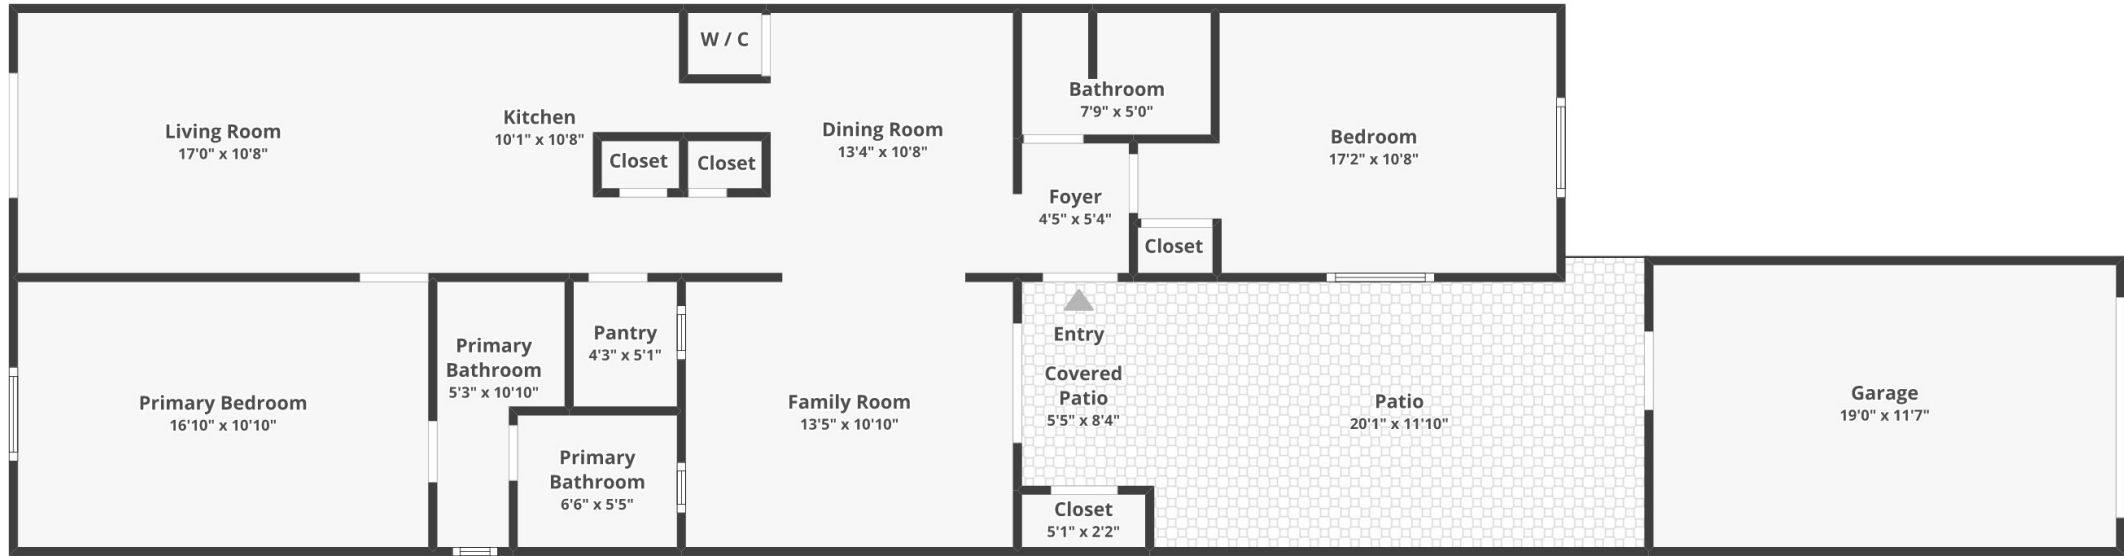 W / C
Living Room
17'0" x 10'8"
Kitchen
10'1" x 10'8"
Closet
Closet
Dining Room
13'4" x 10'8"
Bathroom
7'9" x 5'0"
Foyer
4'5" x 5'4"
Closet
Bedroom
17'2" x 10'8"
Primary Bedroom
16'10" x 10'10"
Primary
Bathroom
5'3" x 10'10"
Pantry
4'3" x 5'1"
Primary
Bathroom
6'6" x 5'5"
Family Room
13'5" x 10'10"
Entry
Covered
Patio
5'5" x 8'4"
Closet
5'1" x 2'2"
Patio
20'1" x 11'10"
Garage
19'0" x 11'7"